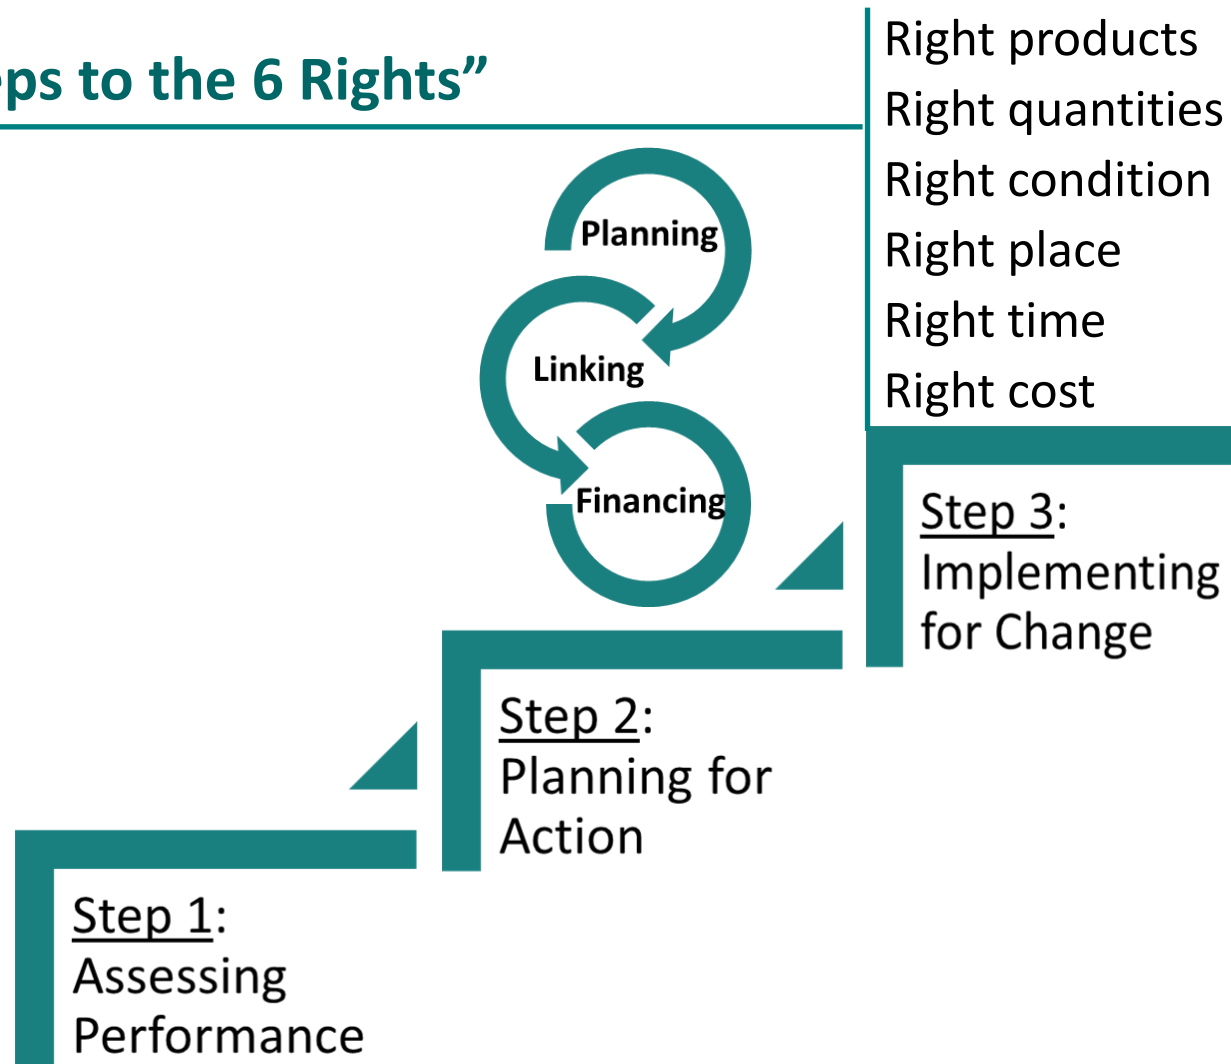 ps to the 6 Rights”
Right products
Right quantities
Right condition
Right place
Right time
Right cost
Planning
Linking
Financing
Step 3:
Implementing
for Change
Step 2:
Planning for
Action
Step 1:
Assessing
Performance